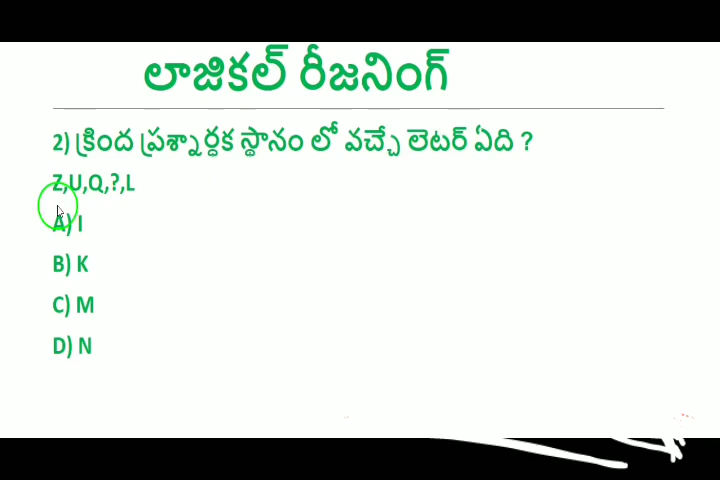 లాజికల్ రీజనింగ్
2) క్రింద ప్రశ్నార్ధక స్థానం లో వచ్చే లెటర్ ఏది ?
Z,U,Q,?,L
A) I
B) K
C) M
D) N